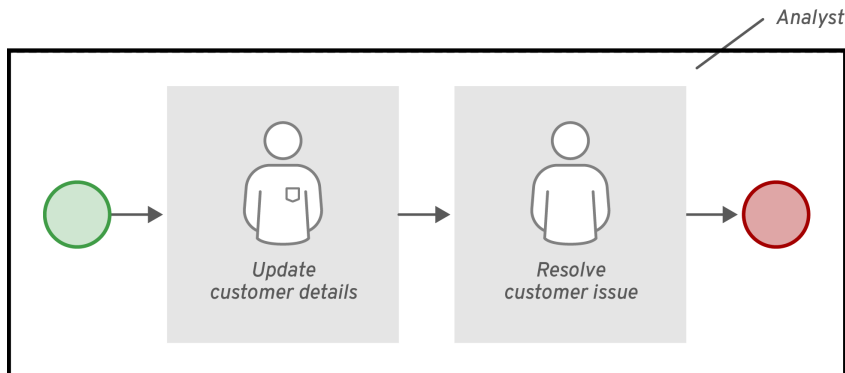 Analyst
Update
customer details
Resolve
customer issue